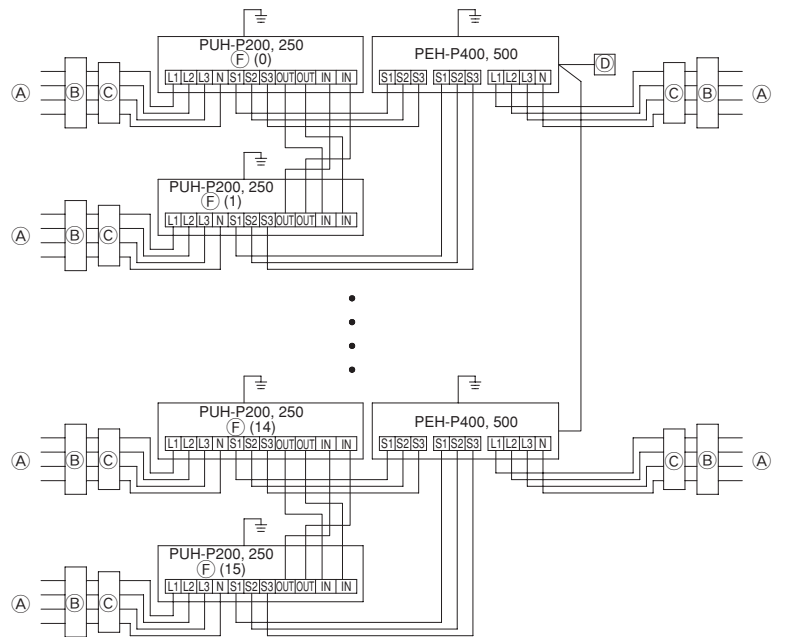 PUH-P200, 250
Ⓕ (0)
PEH-P400, 500
Ⓓ
L1 L2 L3 N S1 S2 S3 OUT OUT IN IN
S1 S2 S3 S1 S2 S3 L1 L2 L3 N
Ⓐ Ⓑ Ⓒ
Ⓒ Ⓑ Ⓐ
PUH-P200, 250
Ⓕ (1)
L1 L2 L3 N S1 S2 S3 OUT OUT IN IN
Ⓐ Ⓑ Ⓒ
PUH-P200, 250
Ⓕ (14)
PEH-P400, 500
L1 L2 L3 N S1 S2 S3 OUT OUT IN IN
S1 S2 S3 S1 S2 S3 L1 L2 L3 N
Ⓐ Ⓑ Ⓒ
Ⓒ Ⓑ Ⓐ
PUH-P200, 250
Ⓕ (15)
L1 L2 L3 N S1 S2 S3 OUT OUT IN IN
Ⓐ Ⓑ Ⓒ